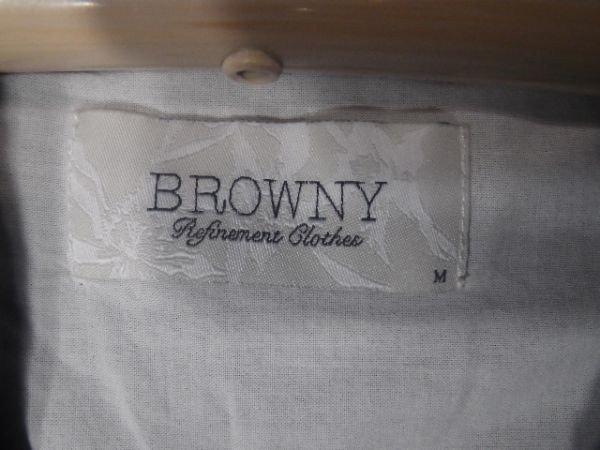 BROWNY
Refinement Clothes
M